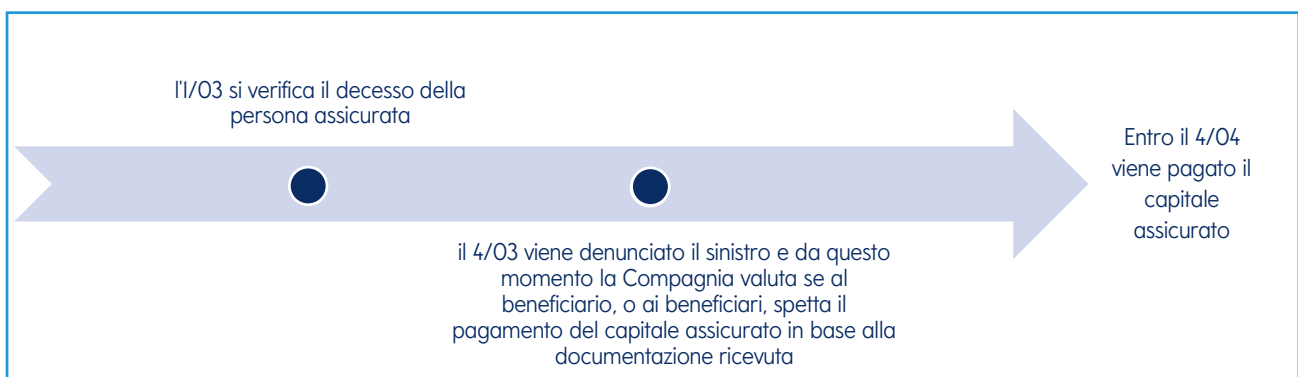 l'1/03 si verifica il decesso della
persona assicurata
Entro il 4/04
viene pagato il
capitale
assicurato
il 4/03 viene denunciato il sinistro e da questo
momento la Compagnia valuta se al
beneficiario, o ai beneficiari, spetta il
pagamento del capitale assicurato in base alla
documentazione ricevuta